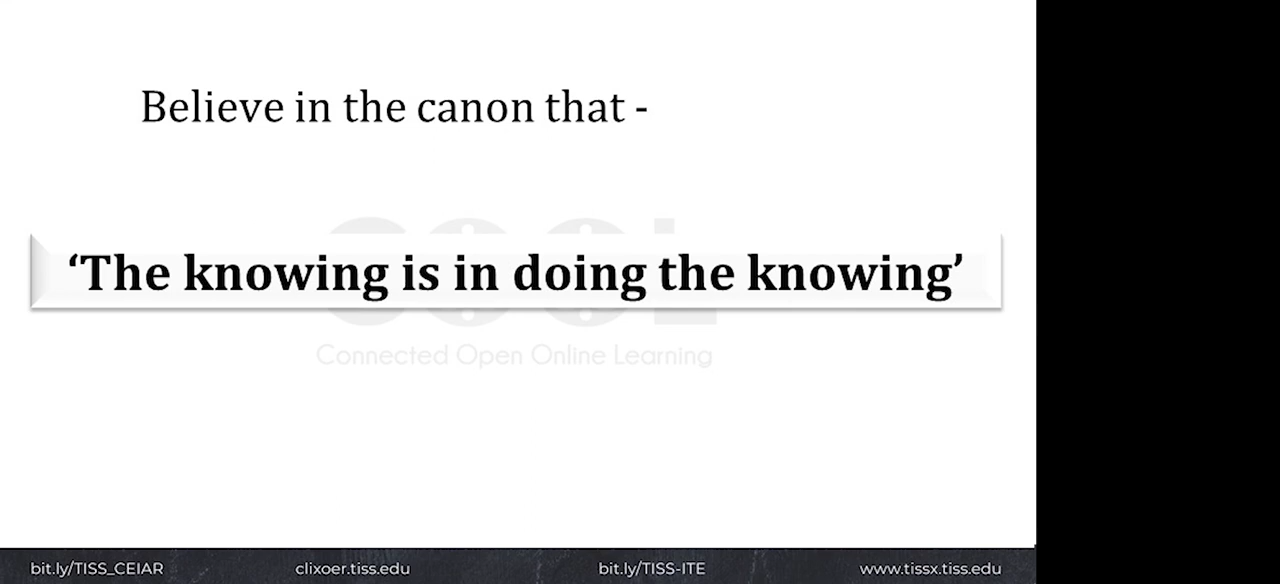 Believe in the canon that -
‘The knowing is in doing the knowing’
COOL
Connected Open Online Learning
bit.ly/TISS_CEIAR clixoer.tiss.edu bit.ly/TISS-ITE www.tissx.tiss.edu